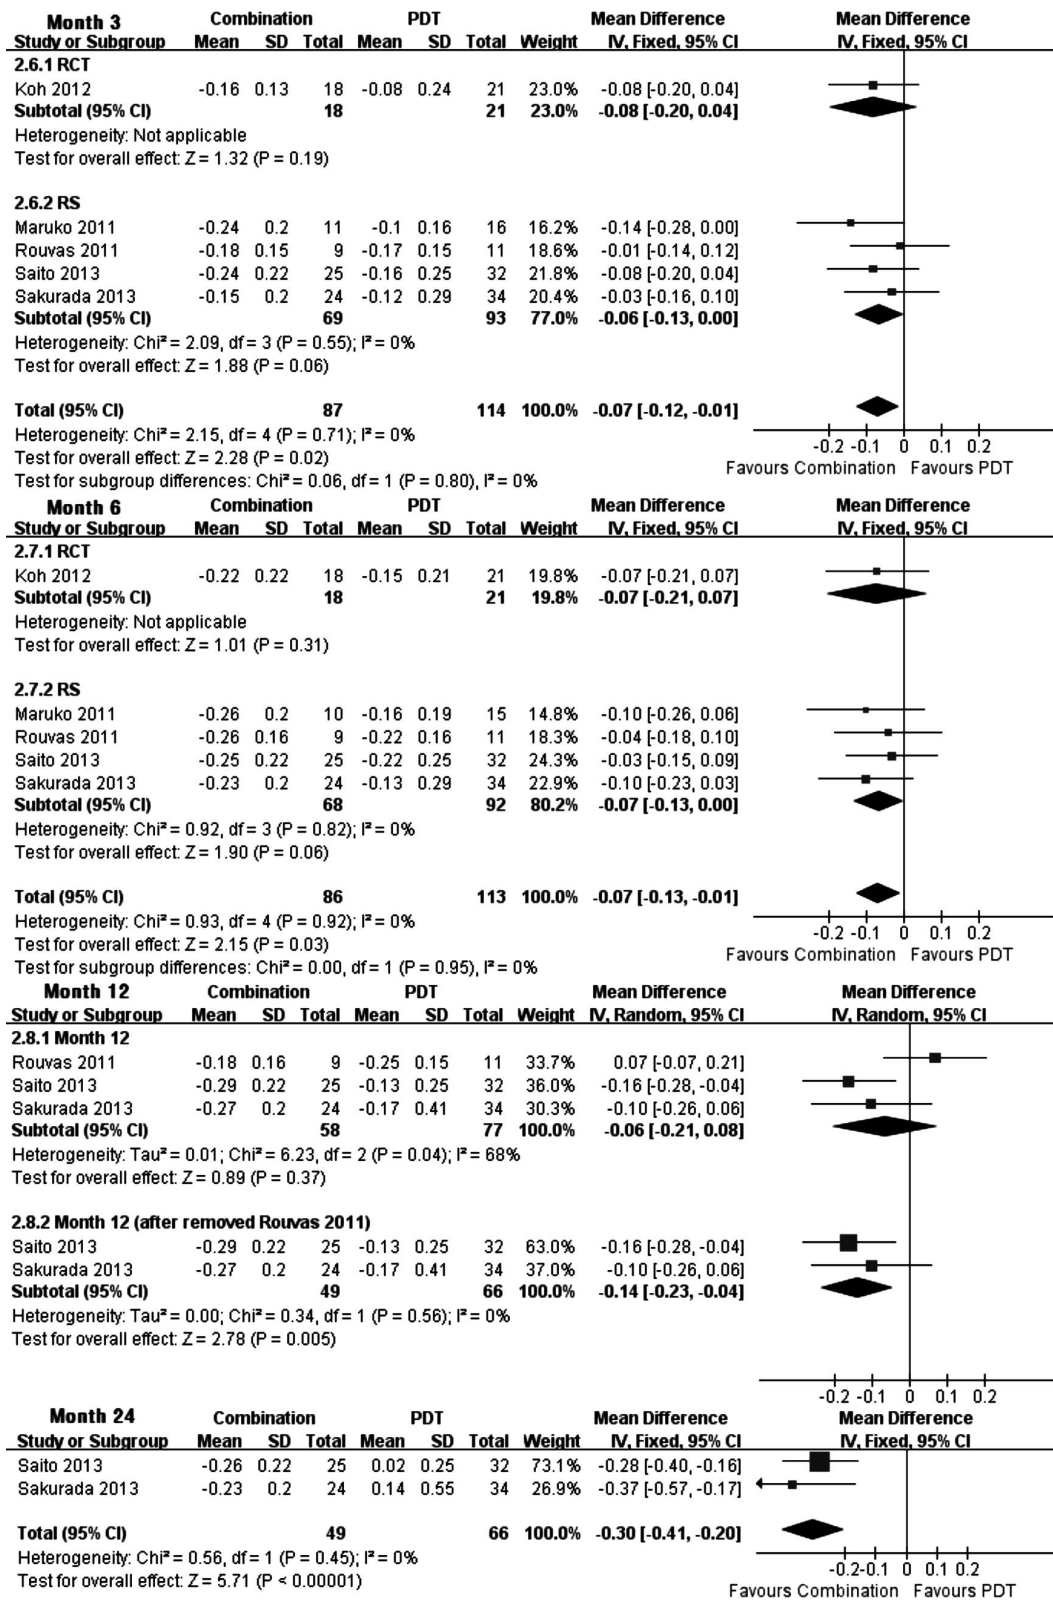 Month 3 Combination PDT Mean Difference Mean Difference
Study or Subgroup Mean SD Total Mean SD Total Weight IV, Fixed, 95% CI IV, Fixed, 95% CI
2.6.1 RCT
Koh 2012 -0.16 0.13 18 -0.08 0.24 21 23.0% -0.08 [-0.20, 0.04]
Subtotal (95% CI) 18 21 23.0% -0.08 [-0.20, 0.04]
Heterogeneity: Not applicable
Test for overall effect: Z = 1.32 (P = 0.19)
2.6.2 RS
Maruko 2011 -0.24 0.2 11 -0.1 0.16 16 16.2% -0.14 [-0.28, 0.00]
Rouvas 2011 -0.18 0.15 9 -0.17 0.15 11 18.6% -0.01 [-0.14, 0.12]
Saito 2013 -0.24 0.22 25 -0.16 0.25 32 21.8% -0.08 [-0.20, 0.04]
Sakurada 2013 -0.15 0.2 24 -0.12 0.29 34 20.4% -0.03 [-0.16, 0.10]
Subtotal (95% CI) 69 93 77.0% -0.06 [-0.13, 0.00]
Heterogeneity: Chi² = 2.09, df = 3 (P = 0.55); I² = 0%
Test for overall effect: Z = 1.88 (P = 0.06)
Total (95% CI) 87 114 100.0% -0.07 [-0.12, -0.01]
Heterogeneity: Chi² = 2.15, df = 4 (P = 0.71); I² = 0%
Test for overall effect: Z = 2.28 (P = 0.02)
Test for subgroup differences: Chi² = 0.06, df = 1 (P = 0.80), I² = 0%
-0.2 -0.1 0 0.1 0.2
Favours Combination Favours PDT
Month 6 Combination PDT Mean Difference Mean Difference
Study or Subgroup Mean SD Total Mean SD Total Weight IV, Fixed, 95% CI IV, Fixed, 95% CI
2.7.1 RCT
Koh 2012 -0.22 0.22 18 -0.15 0.21 21 19.8% -0.07 [-0.21, 0.07]
Subtotal (95% CI) 18 21 19.8% -0.07 [-0.21, 0.07]
Heterogeneity: Not applicable
Test for overall effect: Z = 1.01 (P = 0.31)
2.7.2 RS
Maruko 2011 -0.26 0.2 10 -0.16 0.19 15 14.8% -0.10 [-0.26, 0.06]
Rouvas 2011 -0.26 0.16 9 -0.22 0.16 11 18.3% -0.04 [-0.18, 0.10]
Saito 2013 -0.25 0.22 25 -0.22 0.25 32 24.3% -0.03 [-0.15, 0.09]
Sakurada 2013 -0.23 0.2 24 -0.13 0.29 34 22.9% -0.10 [-0.23, 0.03]
Subtotal (95% CI) 68 92 80.2% -0.07 [-0.13, 0.00]
Heterogeneity: Chi² = 0.92, df = 3 (P = 0.82); I² = 0%
Test for overall effect: Z = 1.90 (P = 0.06)
Total (95% CI) 86 113 100.0% -0.07 [-0.13, -0.01]
Heterogeneity: Chi² = 0.93, df = 4 (P = 0.92); I² = 0%
Test for overall effect: Z = 2.15 (P = 0.03)
Test for subgroup differences: Chi² = 0.00, df = 1 (P = 0.95), I² = 0%
-0.2 -0.1 0 0.1 0.2
Favours Combination Favours PDT
Month 12 Combination PDT Mean Difference Mean Difference
Study or Subgroup Mean SD Total Mean SD Total Weight IV, Random, 95% CI IV, Random, 95% CI
2.8.1 Month 12
Rouvas 2011 -0.18 0.16 9 -0.25 0.15 11 33.7% 0.07 [-0.07, 0.21]
Saito 2013 -0.29 0.22 25 -0.13 0.25 32 36.0% -0.16 [-0.28, -0.04]
Sakurada 2013 -0.27 0.2 24 -0.17 0.41 34 30.3% -0.10 [-0.26, 0.06]
Subtotal (95% CI) 58 77 100.0% -0.06 [-0.21, 0.08]
Heterogeneity: Tau² = 0.01; Chi² = 6.23, df = 2 (P = 0.04); I² = 68%
Test for overall effect: Z = 0.89 (P = 0.37)
2.8.2 Month 12 (after removed Rouvas 2011)
Saito 2013 -0.29 0.22 25 -0.13 0.25 32 63.0% -0.16 [-0.28, -0.04]
Sakurada 2013 -0.27 0.2 24 -0.17 0.41 34 37.0% -0.10 [-0.26, 0.06]
Subtotal (95% CI) 49 66 100.0% -0.14 [-0.23, -0.04]
Heterogeneity: Tau² = 0.00; Chi² = 0.34, df = 1 (P = 0.56); I² = 0%
Test for overall effect: Z = 2.78 (P = 0.005)
-0.2 -0.1 0 0.1 0.2
Month 24 Combination PDT Mean Difference Mean Difference
Study or Subgroup Mean SD Total Mean SD Total Weight IV, Fixed, 95% CI IV, Fixed, 95% CI
Saito 2013 -0.26 0.22 25 0.02 0.25 32 73.1% -0.28 [-0.40, -0.16]
Sakurada 2013 -0.23 0.2 24 0.14 0.55 34 26.9% -0.37 [-0.57, -0.17]
Total (95% CI) 49 66 100.0% -0.30 [-0.41, -0.20]
Heterogeneity: Chi² = 0.56, df = 1 (P = 0.45); I² = 0%
Test for overall effect: Z = 5.71 (P < 0.00001)
-0.2 -0.1 0 0.1 0.2
Favours Combination Favours PDT